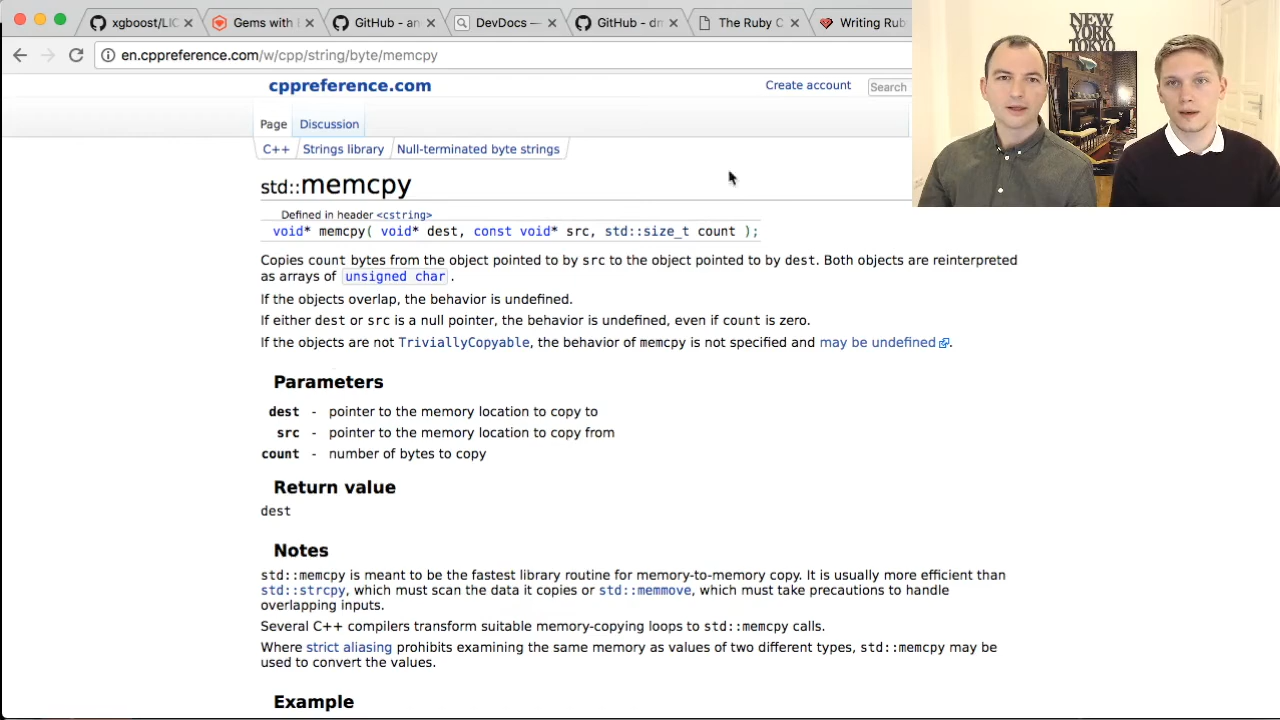 xgboost/LIC
Gems with
GitHub - an
DevDocs —
GitHub - dm
The Ruby C
Writing Rub
en.cppreference.com/w/cpp/string/byte/memcpy
NEW
YORK
TOKYO
cppreference.com
Create account
Search
Page Discussion
C++ Strings library Null-terminated byte strings
std::memcpy
Defined in header <cstring>
void* memcpy( void* dest, const void* src, std::size_t count );
Copies count bytes from the object pointed to by src to the object pointed to by dest. Both objects are reinterpreted
as arrays of unsigned char.
If the objects overlap, the behavior is undefined.
If either dest or src is a null pointer, the behavior is undefined, even if count is zero.
If the objects are not TriviallyCopyable, the behavior of memcpy is not specified and may be undefined.
Parameters
dest - pointer to the memory location to copy to
src - pointer to the memory location to copy from
count - number of bytes to copy
Return value
dest
Notes
std::memcpy is meant to be the fastest library routine for memory-to-memory copy. It is usually more efficient than
std::strcpy, which must scan the data it copies or std::memmove, which must take precautions to handle
overlapping inputs.
Several C++ compilers transform suitable memory-copying loops to std::memcpy calls.
Where strict aliasing prohibits examining the same memory as values of two different types, std::memcpy may be
used to convert the values.
Example